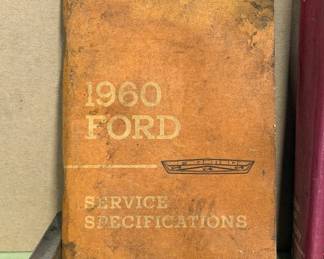 1960
FORD
SERVICE
SPECIFICATIONS